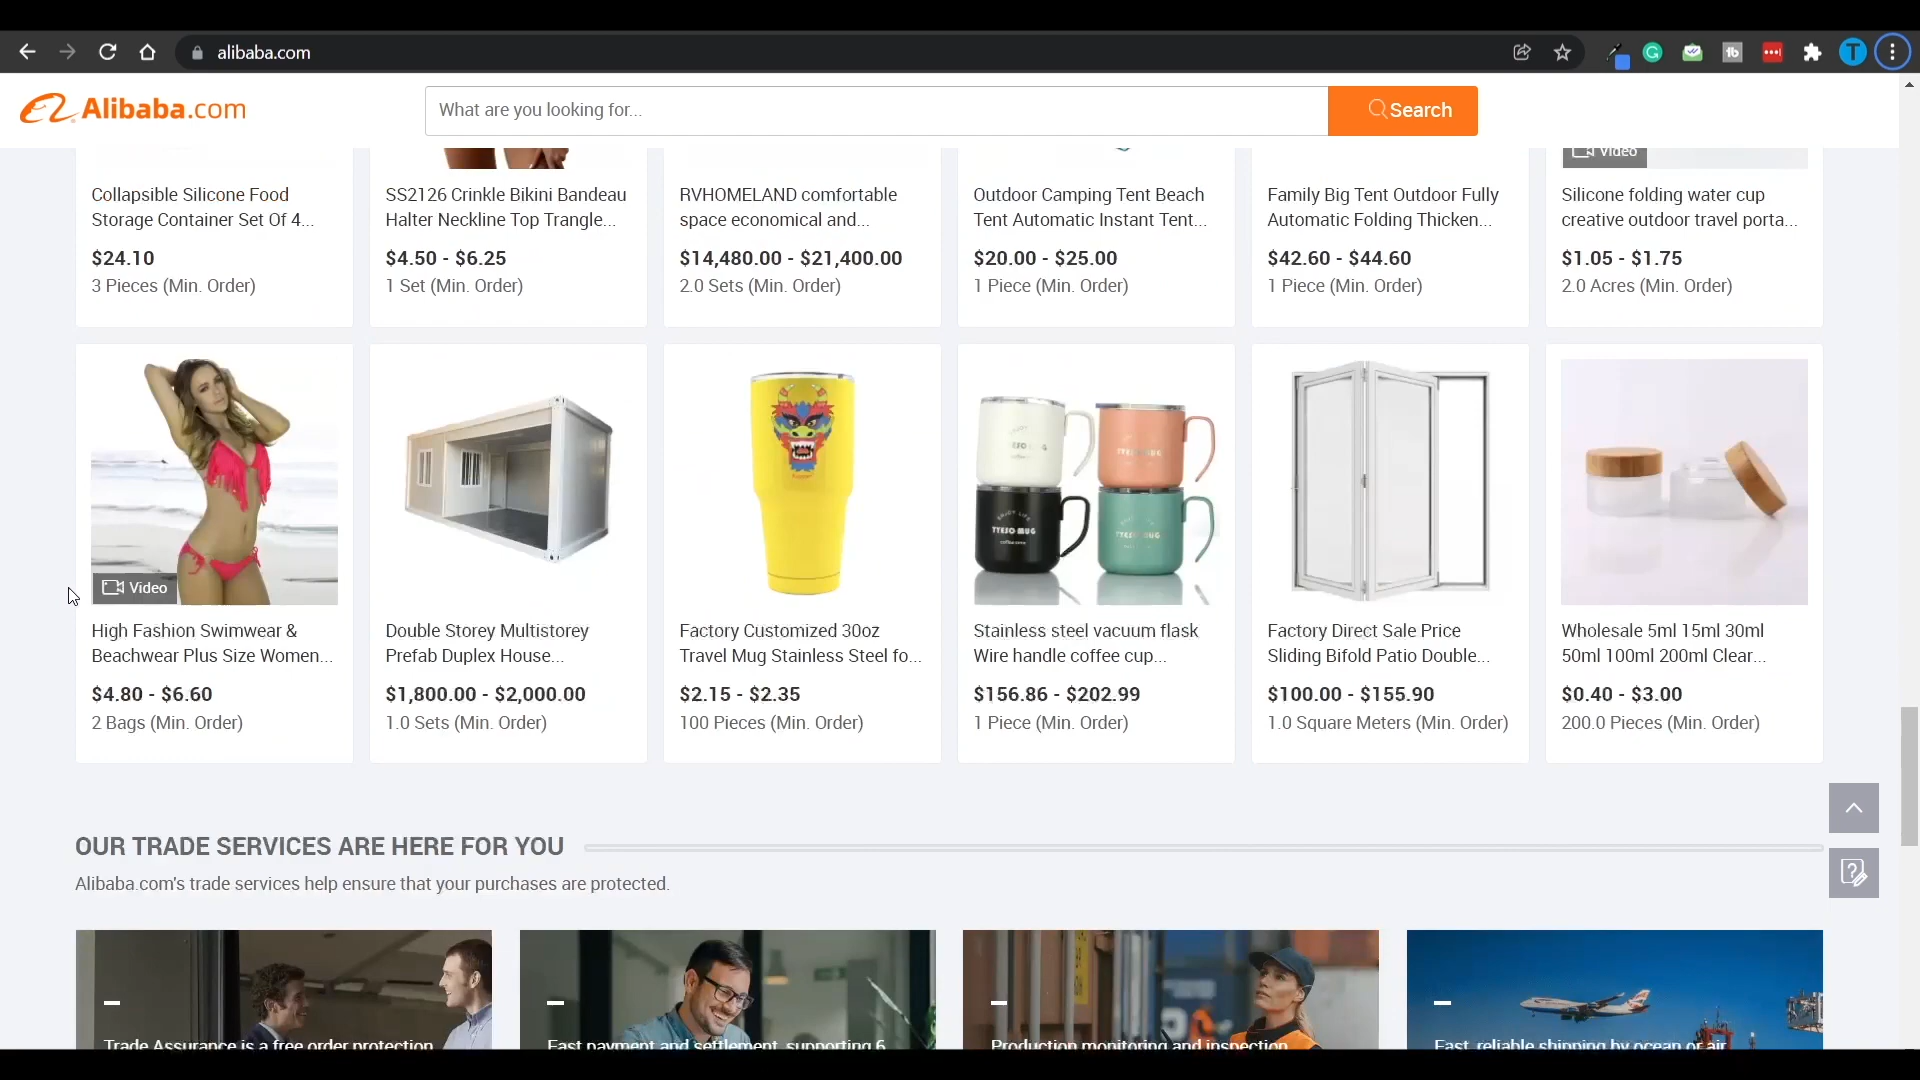 alibaba.com
T
Alibaba.com
What are you looking for...
Search
Video
Collapsible Silicone Food
Storage Container Set Of 4...
$24.10
3 Pieces (Min. Order)
SS2126 Crinkle Bikini Bandeau
Halter Neckline Top Trangle...
$4.50 - $6.25
1 Set (Min. Order)
RVHOMELAND comfortable
space economical and...
$14,480.00 - $21,400.00
2.0 Sets (Min. Order)
Outdoor Camping Tent Beach
Tent Automatic Instant Tent...
$20.00 - $25.00
1 Piece (Min. Order)
Family Big Tent Outdoor Fully
Automatic Folding Thicken...
$42.60 - $44.60
1 Piece (Min. Order)
Silicone folding water cup
creative outdoor travel porta...
$1.05 - $1.75
2.0 Acres (Min. Order)
Video
High Fashion Swimwear &
Beachwear Plus Size Women...
$4.80 - $6.60
2 Bags (Min. Order)
Double Storey Multistorey
Prefab Duplex House...
$1,800.00 - $2,000.00
1.0 Sets (Min. Order)
Factory Customized 30oz
Travel Mug Stainless Steel fo...
$2.15 - $2.35
100 Pieces (Min. Order)
ENJOY LIFE
TYESO MUG
Stainless steel vacuum flask
Wire handle coffee cup...
$156.86 - $202.99
1 Piece (Min. Order)
Factory Direct Sale Price
Sliding Bifold Patio Double...
$100.00 - $155.90
1.0 Square Meters (Min. Order)
Wholesale 5ml 15ml 30ml
50ml 100ml 200ml Clear...
$0.40 - $3.00
200.0 Pieces (Min. Order)
OUR TRADE SERVICES ARE HERE FOR YOU
Alibaba.com's trade services help ensure that your purchases are protected.
Trade Assurance is a free order protection
Fast payment and settlement, supporting 6
Production monitoring and inspection
Fast, reliable shipping by ocean or air